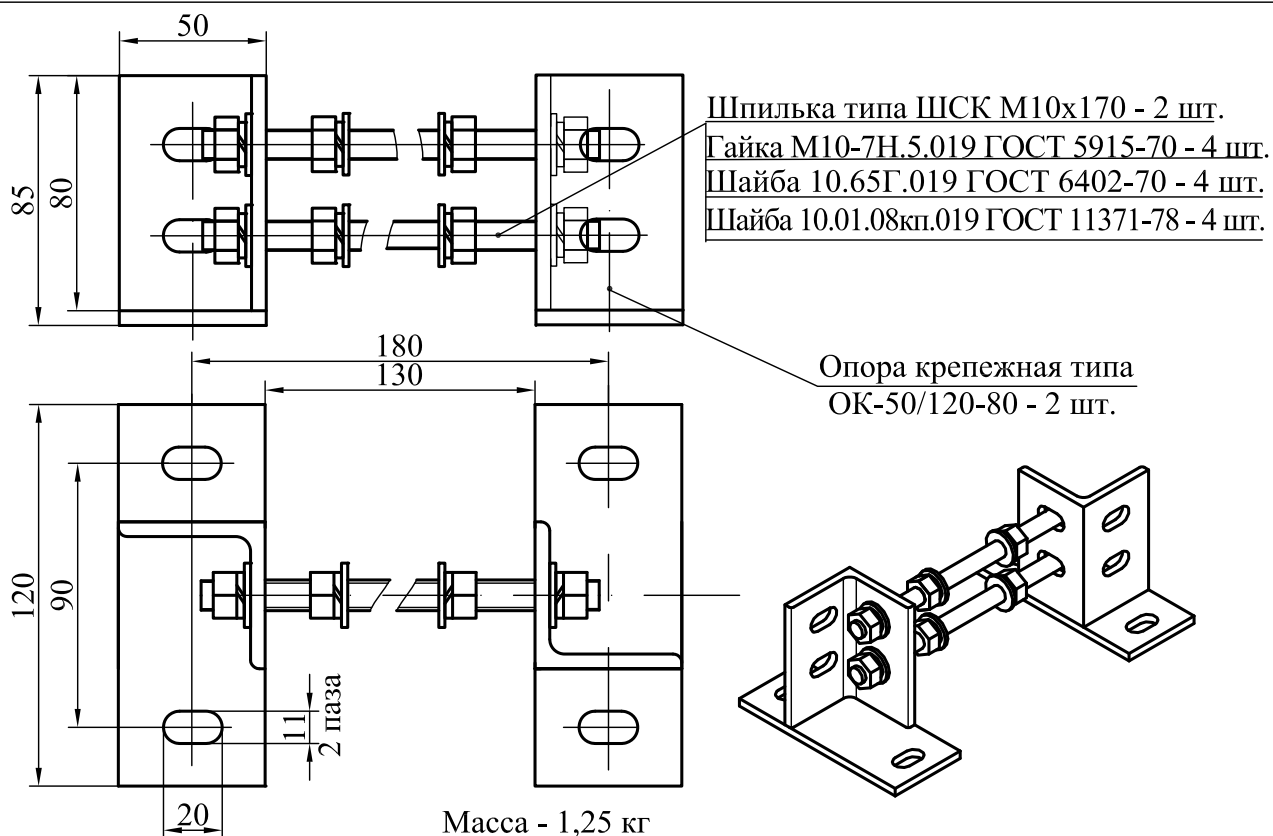 50
85
80
Шпилька типа ШСК М10х170 - 2 шт.
Гайка М10-7Н.5.019 ГОСТ 5915-70 - 4 шт.
Шайба 10.65Г.019 ГОСТ 6402-70 - 4 шт.
Шайба 10.01.08кп.019 ГОСТ 11371-78 - 4 шт.
180
130
Опора крепежная типа
ОК-50/120-80 - 2 шт.
120
90
11
2 паза
20
Масса - 1,25 кг